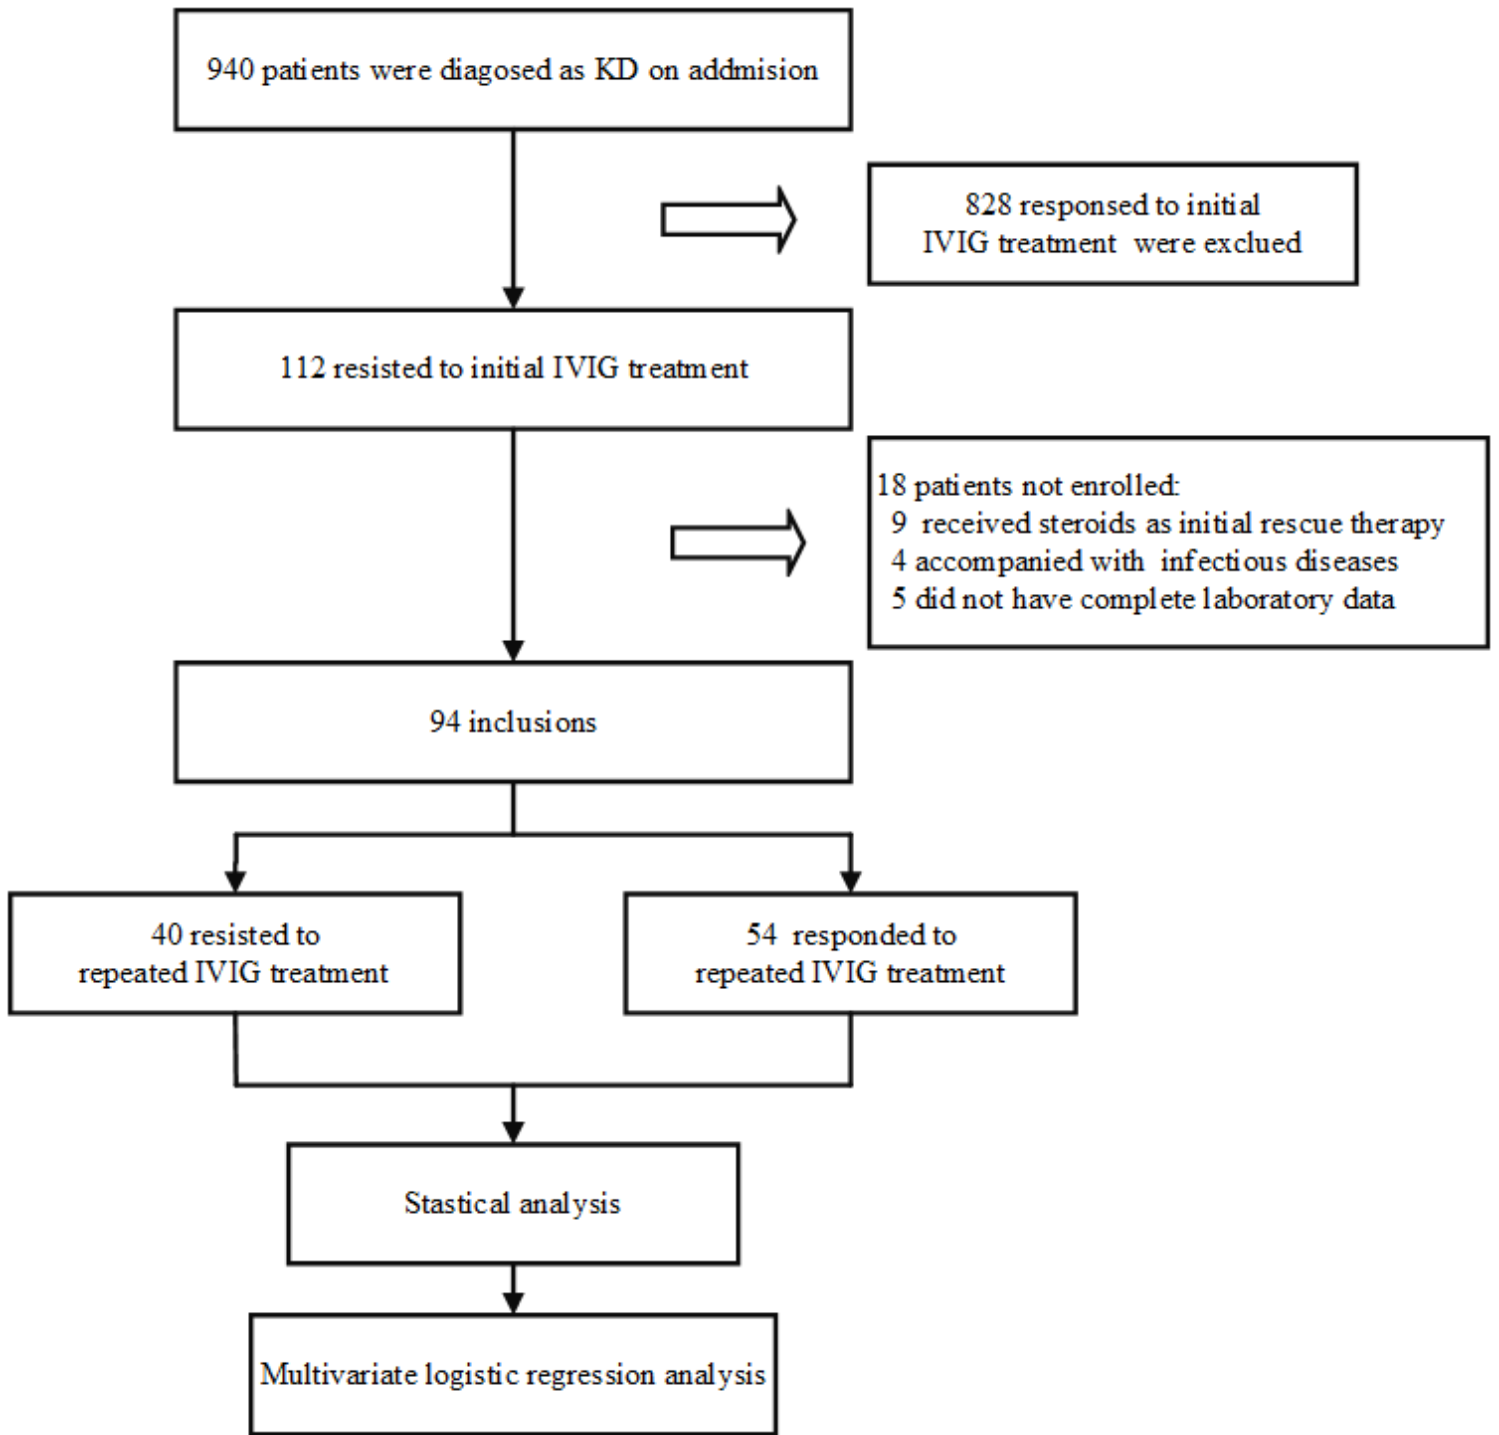 940 patients were diagosed as KD on addmision
828 responsed to initial
IVIG treatment were exclued
112 resisted to initial IVIG treatment
18 patients not enrolled:
9 received steroids as initial rescue therapy
4 accompanied with infectious diseases
5 did not have complete laboratory data
94 inclusions
40 resisted to
repeated IVIG treatment
54 responded to
repeated IVIG treatment
Stastical analysis
Multivariate logistic regression analysis